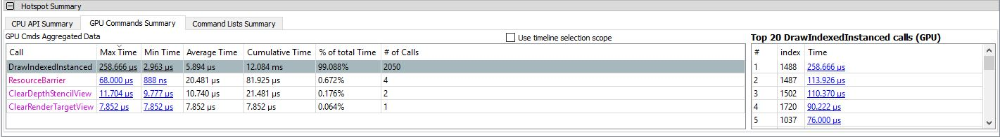 Hotspot Summary
CPU API Summary GPU Commands Summary Command Lists Summary
GPU Cmds Aggregated Data Use timeline selection scope
Call Max Time Min Time Average Time Cumulative Time % of total Time # of Calls
DrawIndexedInstanced 258.666 µs 2.963 µs 5.894 µs 12.084 ms 99.088% 2050
ResourceBarrier 68.000 µs 888 ns 20.481 µs 81.925 µs 0.672% 4
ClearDepthStencilView 11.704 µs 9.777 µs 10.740 µs 21.481 µs 0.176% 2
ClearRenderTargetView 7.852 µs 7.852 µs 7.852 µs 7.852 µs 0.064% 1
Top 20 DrawIndexedInstanced calls (GPU)
# index Time
1 1488 258.666 µs
2 1487 113.926 µs
3 1502 110.370 µs
4 1720 90.222 µs
5 1037 76.000 µs